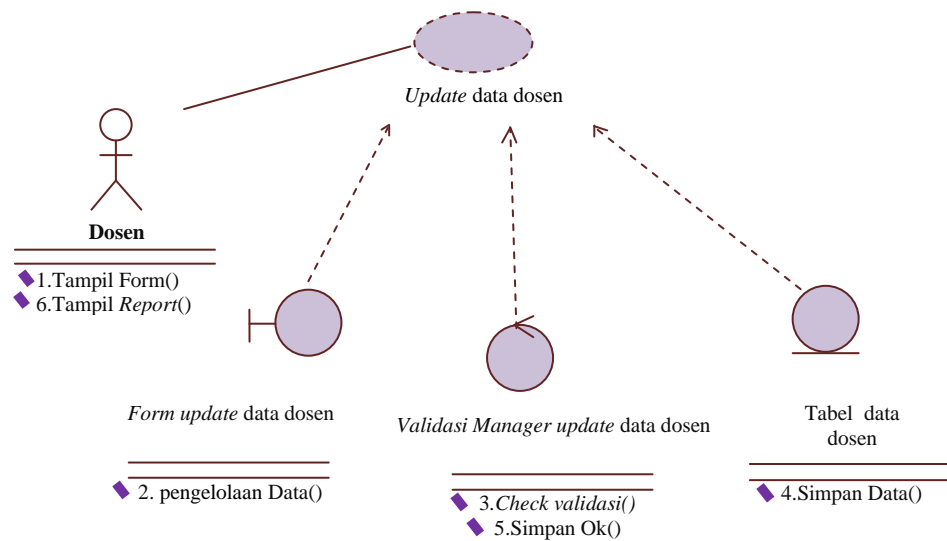 Update data dosen
Dosen
1.Tampil Form()
6.Tampil Report()
Form update data dosen
2. pengelolaan Data()
Validasi Manager update data dosen
3.Check validasi()
5.Simpan Ok()
Tabel data
dosen
4.Simpan Data()